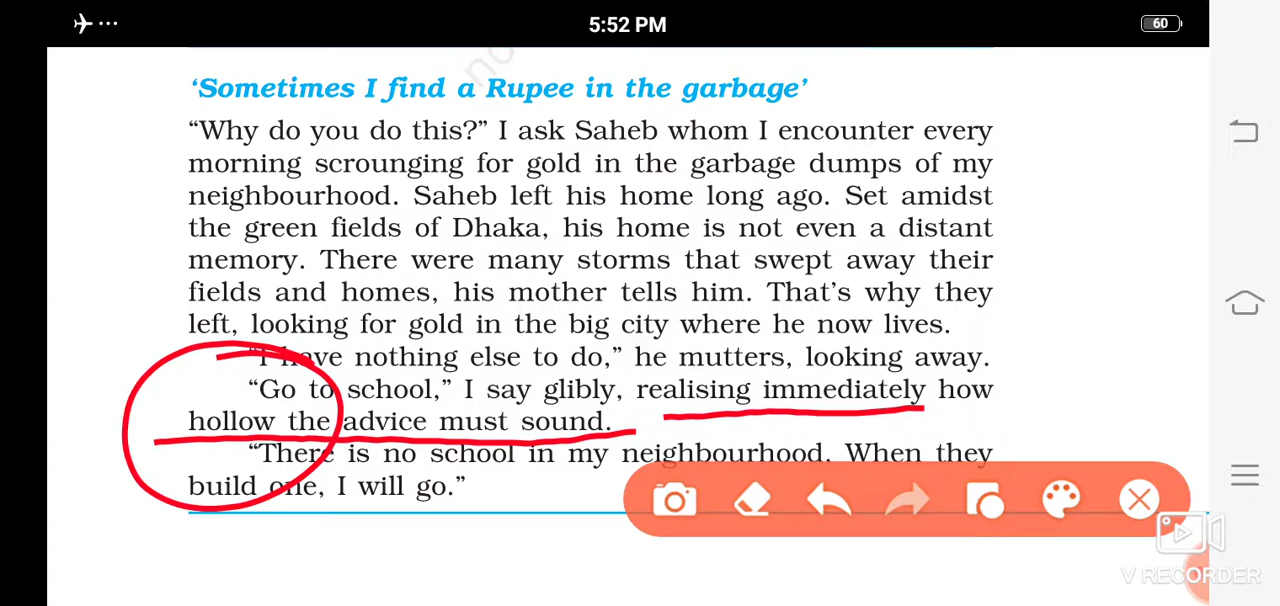 5:52 PM
60
no
‘Sometimes I find a Rupee in the garbage’
“Why do you do this?” I ask Saheb whom I encounter every
morning scrounging for gold in the garbage dumps of my
neighbourhood. Saheb left his home long ago. Set amidst
the green fields of Dhaka, his home is not even a distant
memory. There were many storms that swept away their
fields and homes, his mother tells him. That’s why they
left, looking for gold in the big city where he now lives.
“I have nothing else to do,” he mutters, looking away.
“Go to school,” I say glibly, realising immediately how
hollow the advice must sound.
“There is no school in my neighbourhood. When they
build one, I will go.”
V RECORDER